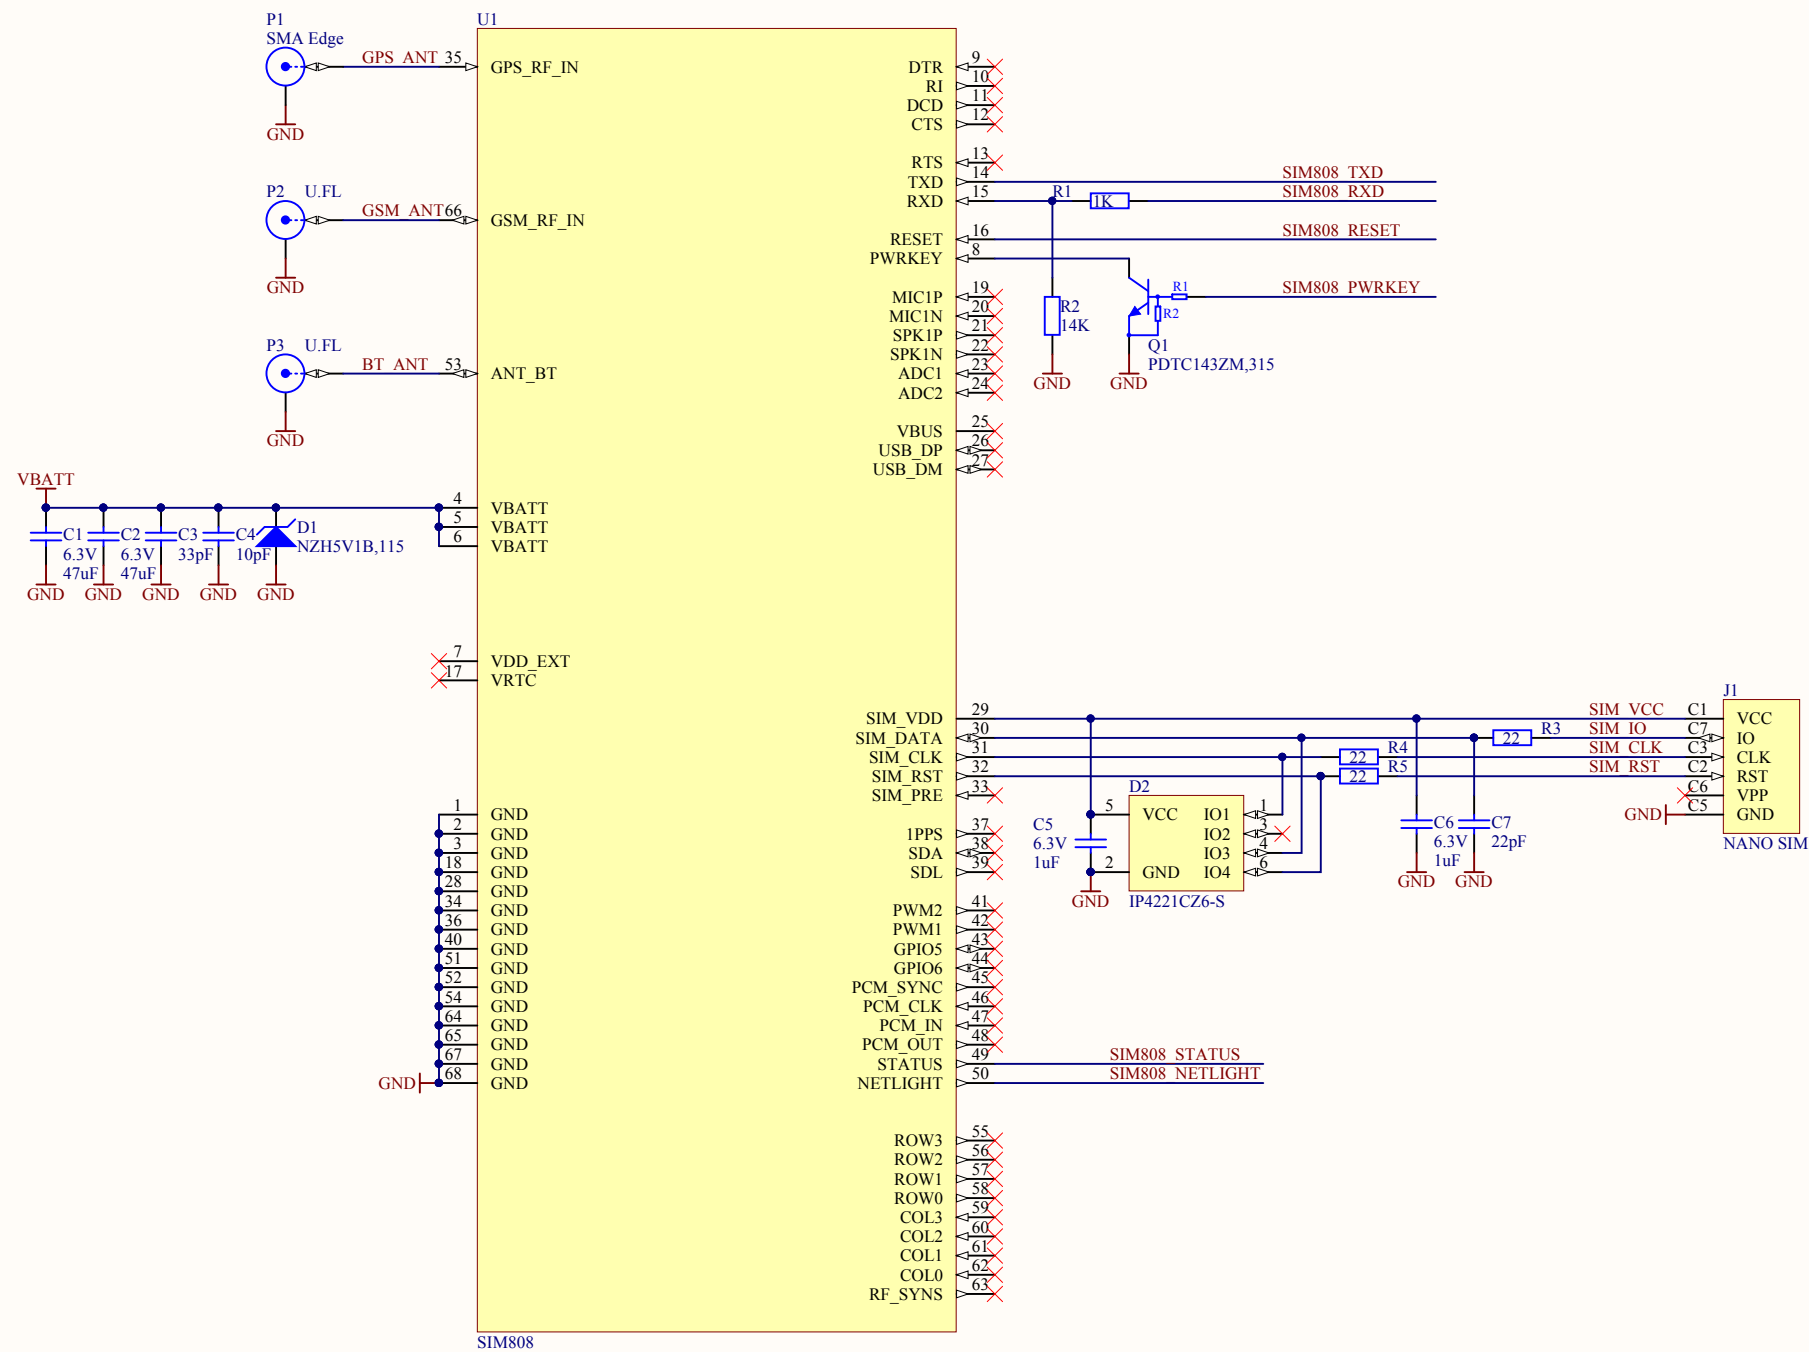 P1
SMA Edge
GPS_ANT 35
GND
P2 U.FL
GSM_ANT 66
GND
P3 U.FL
BT_ANT 53
GND
VBATT
C1
6.3V
47uF
GND
C2
6.3V
47uF
GND
C3
33pF
GND
C4
10pF
GND
D1
NZH5V1B,115
GND
U1
GPS_RF_IN
GSM_RF_IN
ANT_BT
4 VBATT
5 VBATT
6 VBATT
7 VDD_EXT
17 VRTC
1 GND
2 GND
3 GND
18 GND
28 GND
34 GND
36 GND
40 GND
51 GND
52 GND
54 GND
64 GND
65 GND
67 GND
GND 68 GND
DTR 9
RI 10
DCD 11
CTS 12
RTS 13
TXD 14 SIM808_TXD
RXD 15 R1 1K SIM808_RXD
RESET 16 SIM808_RESET
PWRKEY 8
R1 SIM808_PWRKEY
R2
R2
14K
GND
Q1
PDTC143ZM,315
GND
MIC1P 19
MIC1N 20
SPK1P 21
SPK1N 22
ADC1 23
ADC2 24
VBUS 25
USB_DP 26
USB_DM 27
SIM_VDD 29
SIM_DATA 30
SIM_CLK 31
SIM_RST 32
SIM_PRE 33
1PPS 37
SDA 38
SDL 39
PWM2 41
PWM1 42
GPIO5 43
GPIO6 44
PCM_SYNC 45
PCM_CLK 46
PCM_IN 47
PCM_OUT 48
STATUS 49 SIM808_STATUS
NETLIGHT 50 SIM808_NETLIGHT
ROW3 55
ROW2 56
ROW1 57
ROW0 58
COL3 59
COL2 60
COL1 61
COL0 62
RF_SYNS 63
SIM808
22 R3
22 R4
22 R5
D2
5 VCC IO1 1
IO2 3
IO3 4
2 GND IO4 6
IP4221CZ6-S
C5
6.3V
1uF
GND
C6
6.3V
1uF
GND
C7
22pF
GND
J1
SIM_VCC C1 VCC
SIM_IO C7 IO
SIM_CLK C3 CLK
SIM_RST C2 RST
C6 VPP
GND C5 GND
NANO SIM